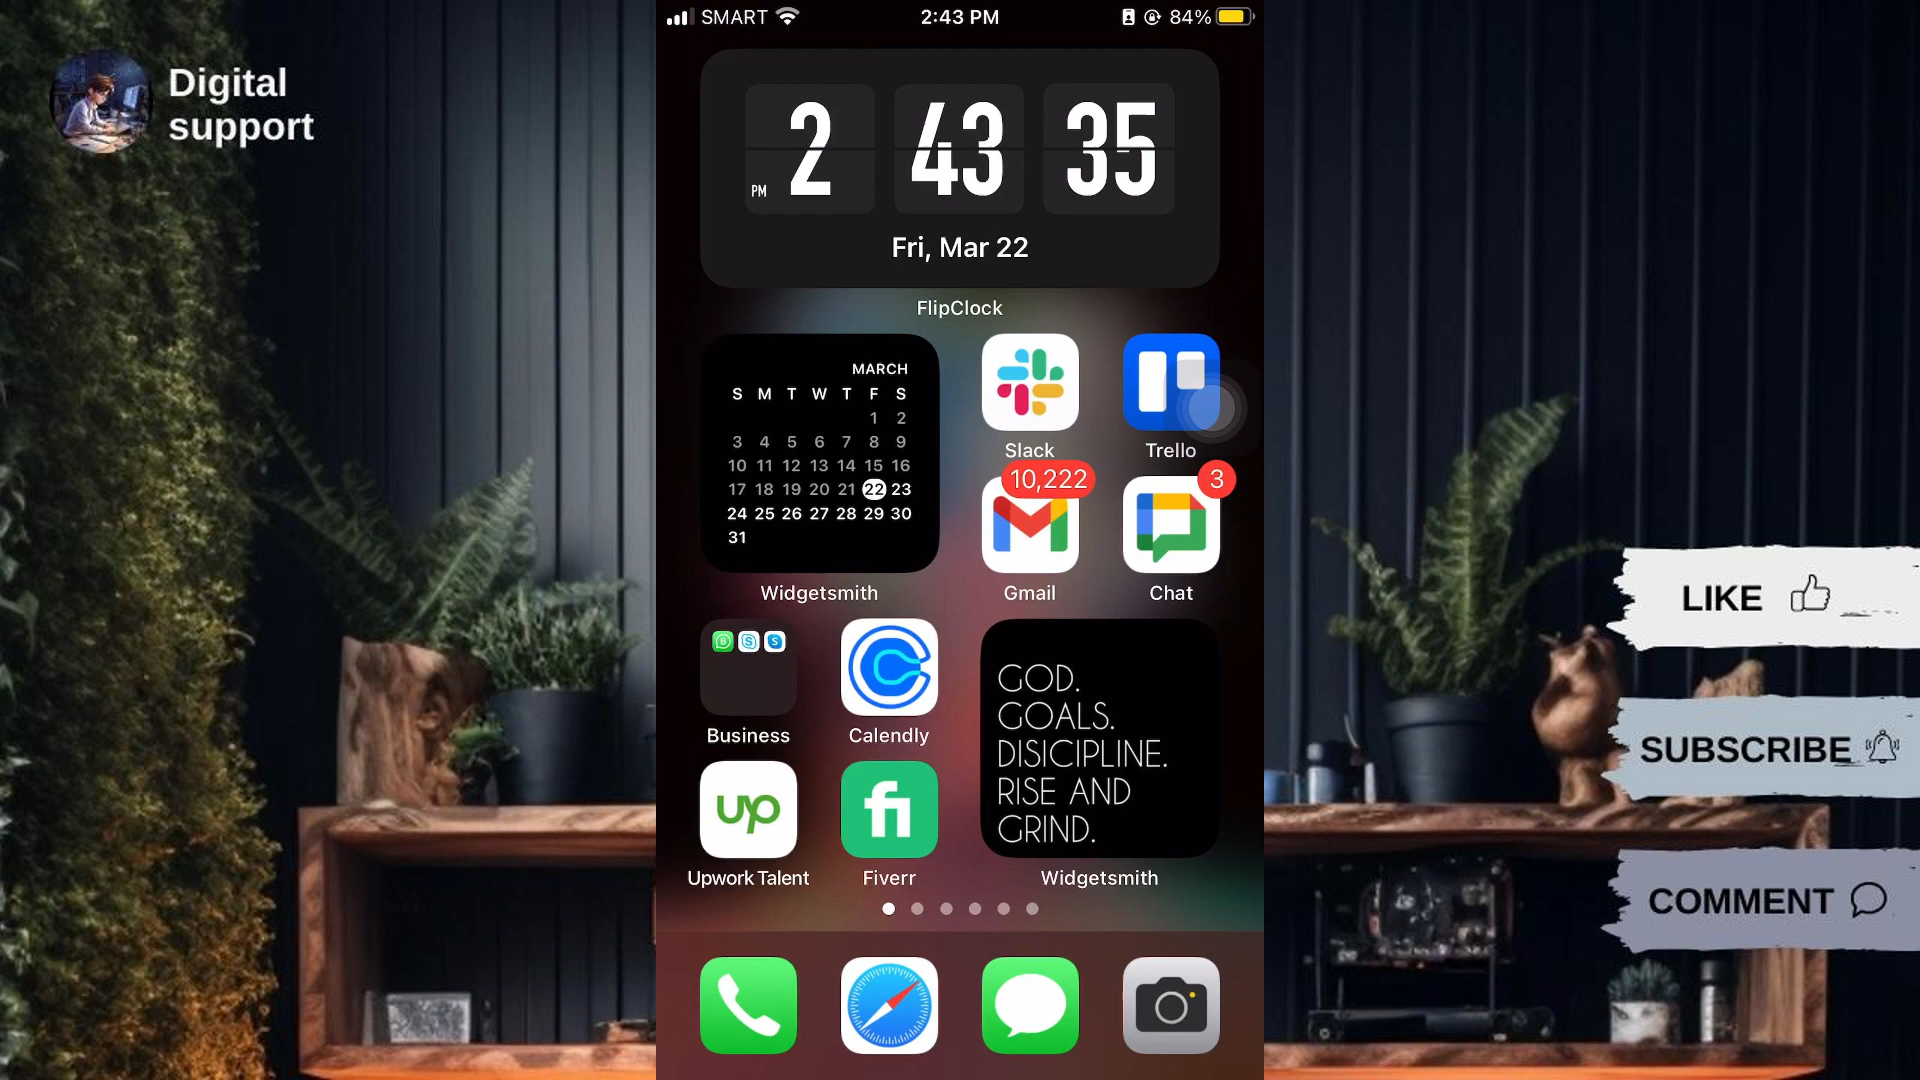 Digital
support
SMART 2:43 PM 84%
PM 2 43 35
Fri, Mar 22
FlipClock
MARCH
S M T W T F S
1 2
3 4 5 6 7 8 9
10 11 12 13 14 15 16
17 18 19 20 21 22 23
24 25 26 27 28 29 30
31
Widgetsmith
Slack
Trello
10,222
3
Gmail
Chat
Business
Calendly
GOD.
GOALS.
DISICIPLINE.
RISE AND
GRIND.
up
fi
Upwork Talent
Fiverr
Widgetsmith
LIKE
SUBSCRIBE
COMMENT